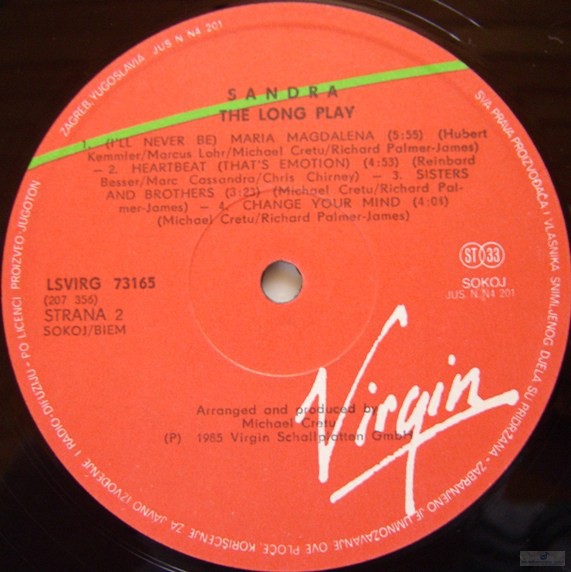 SANDRA
THE LONG PLAY
1. (I'LL NEVER BE) MARIA MAGDALENA (5:55) (Hubert
Kemmler/Marcus Lohr/Michael Cretu/Richard Palmer-James)
— 2. HEARTBEAT (THAT'S EMOTION) (4:53) (Reinbard
Besser/Marc Cassandra/Chris Chirney) — 3. SISTERS
AND BROTHERS (3:23) (Michael Cretu/Richard Pal-
mer-James) — 4. CHANGE YOUR MIND (4:04)
(Michael Cretu/Richard Palmer-James)
LSVIRG 73165
(207 356)
STRANA 2
SOKOJ/BIEM
ST 33
SOKOJ
JUS. N. N4 201
Virgin
Arranged and produced by
Michael Cretu
(P) 1985 Virgin Schallplatten GmbH
SVA PRAVA PROIZVOĐAČA I VLASNIKA SNIMLJENOG DJELA SU PRIDRŽANA - ZABRANJENO JE UMNOŽAVANJE OVE PLOČE, KORIŠĆENJE ZA JAVNO IZVOĐENJE I RADIO-DIFUZIJU - PO LICENCI PROIZVEO JUGOTON ZAGREB, YUGOSLAVIA JUS N N4 201